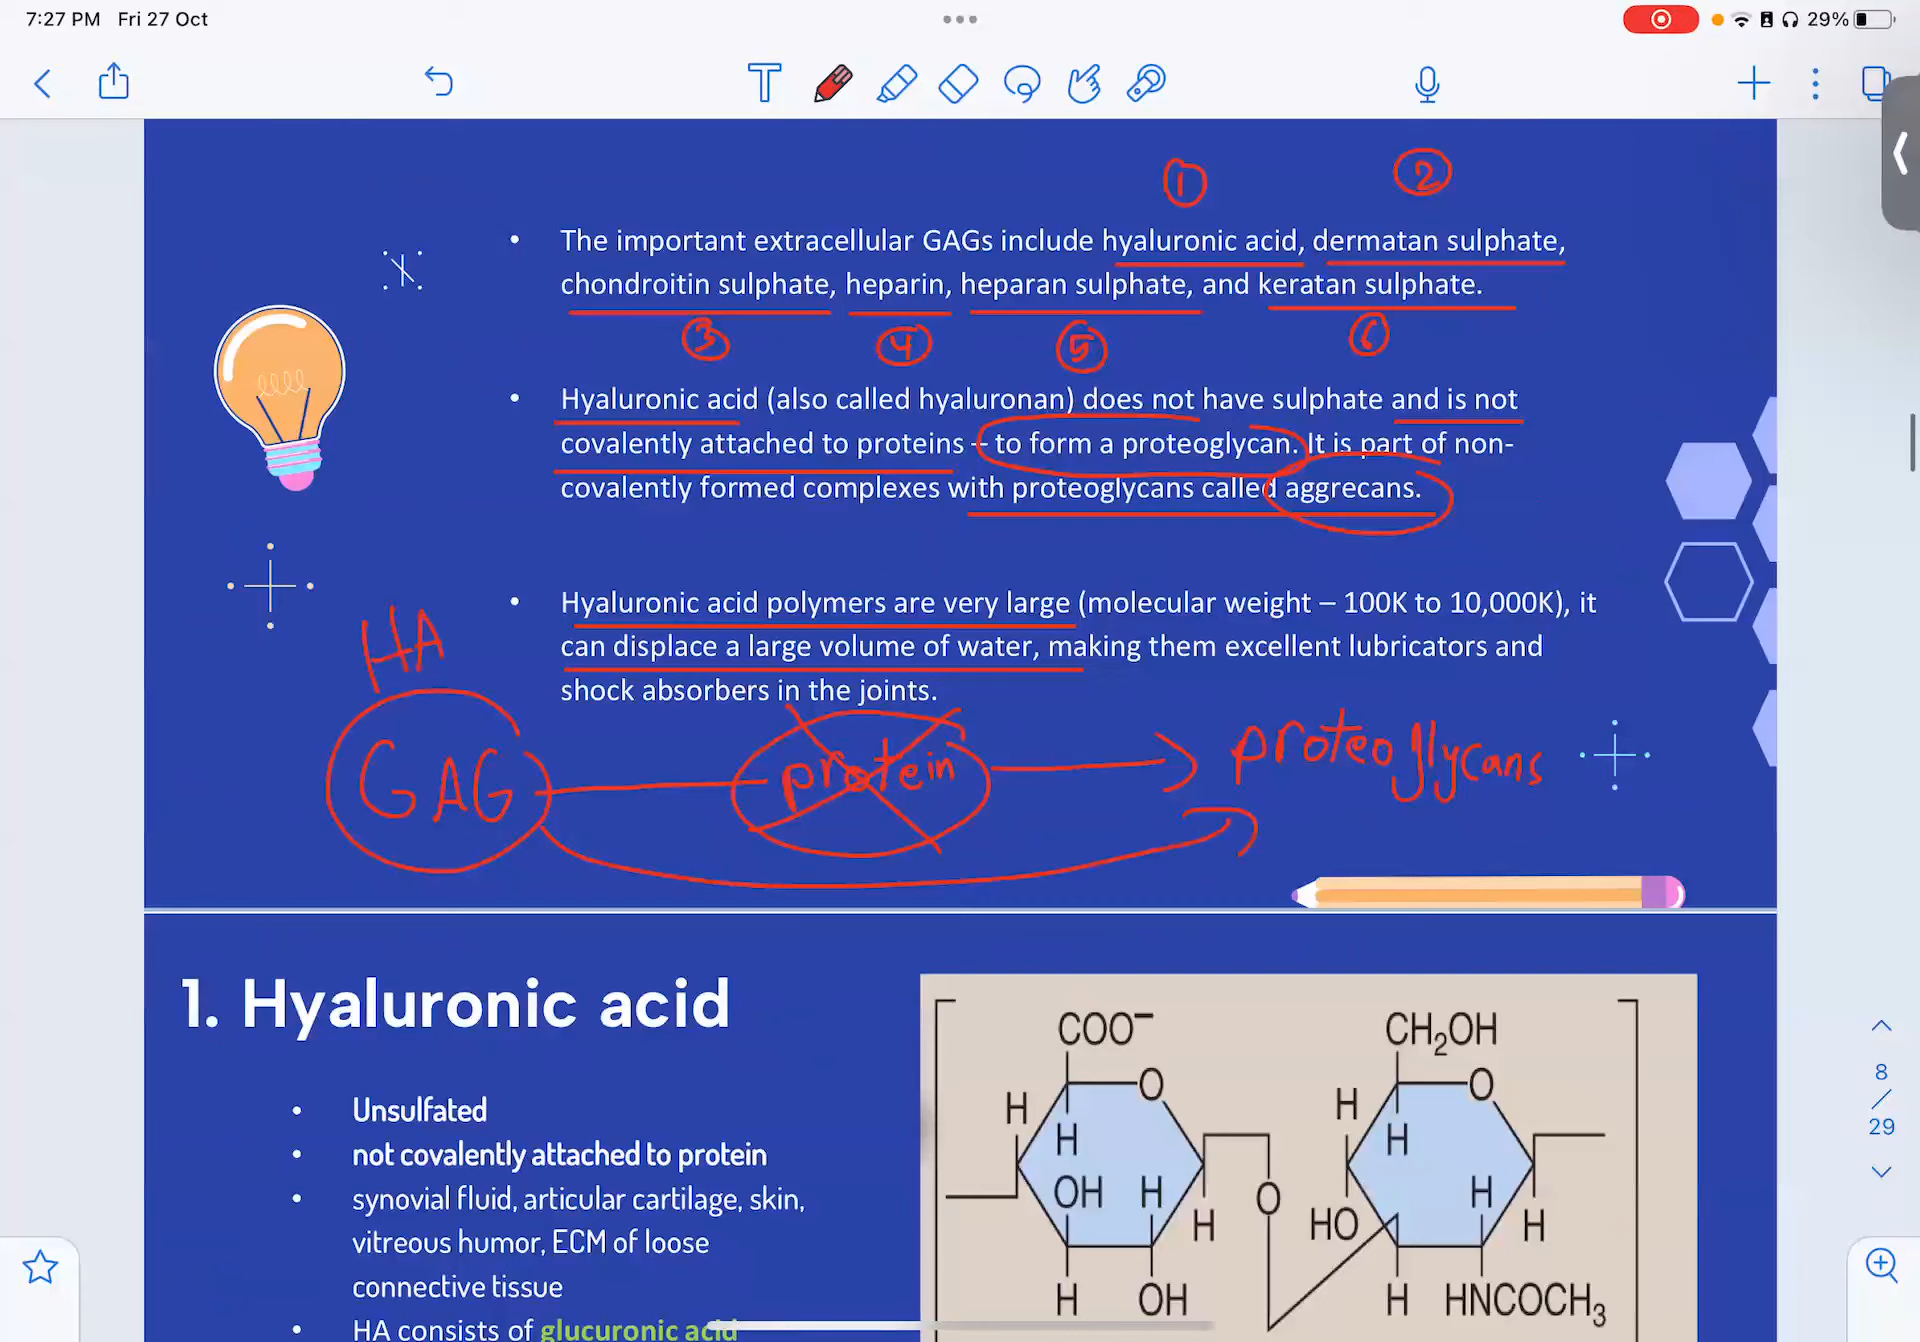 7:27 PM Fri 27 Oct
29%
T
1 2
• The important extracellular GAGs include hyaluronic acid, dermatan sulphate,
chondroitin sulphate, heparin, heparan sulphate, and keratan sulphate.
3 4 5 6
• Hyaluronic acid (also called hyaluronan) does not have sulphate and is not
covalently attached to proteins – to form a proteoglycan. It is part of non-
covalently formed complexes with proteoglycans called aggrecans.
• Hyaluronic acid polymers are very large (molecular weight – 100K to 10,000K), it
can displace a large volume of water, making them excellent lubricators and
shock absorbers in the joints.
HA
GAG protein proteoglycans
1. Hyaluronic acid
• Unsulfated
• not covalently attached to protein
• synovial fluid, articular cartilage, skin,
vitreous humor, ECM of loose
connective tissue
• HA consists of glucuronic acid
COO⁻ CH₂OH
O O
H H
H H
OH H H
H O HO H
H OH H HNCOCH₃
8
/
29